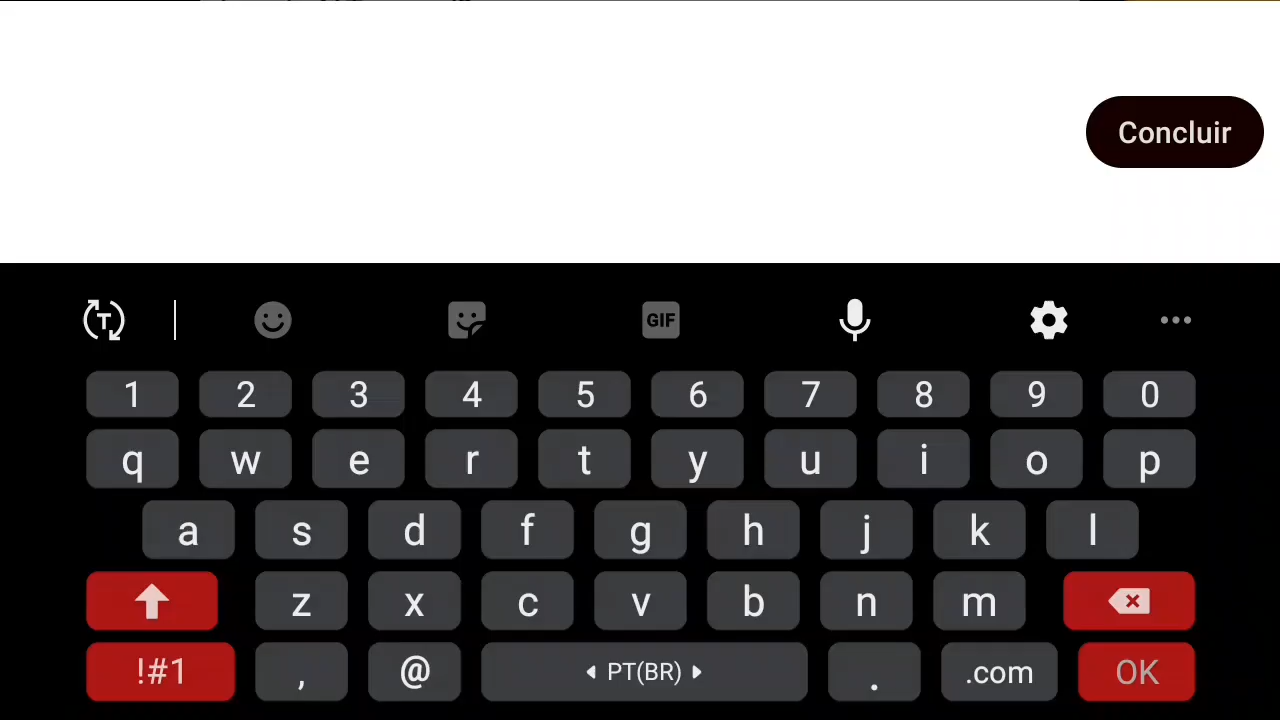 Concluir
T GIF
1 2 3 4 5 6 7 8 9 0
q w e r t y u i o p
a s d f g h j k l
z x c v b n m
!#1 , @ PT(BR) . .com OK